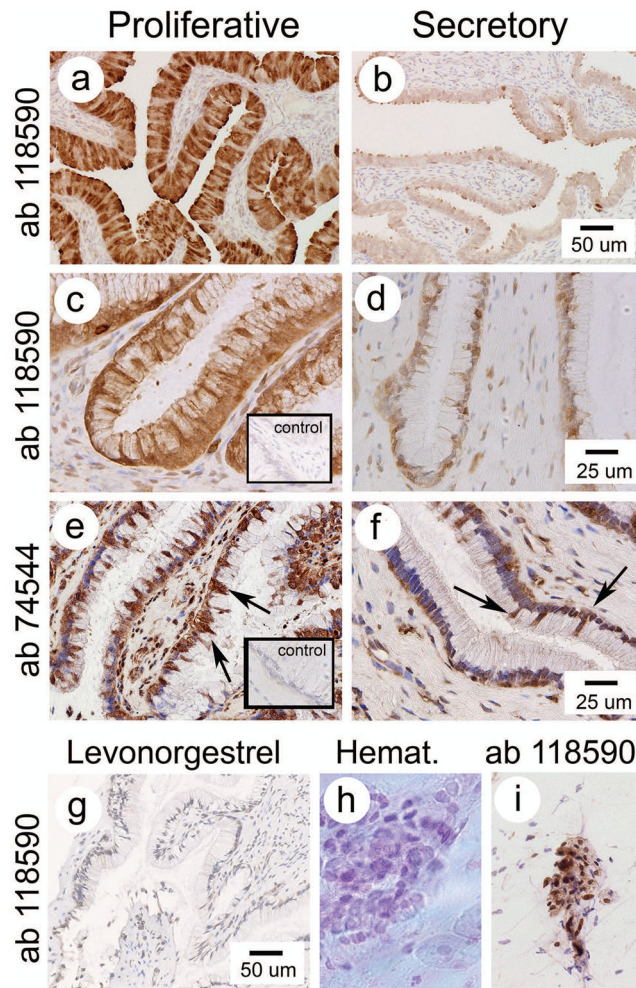 Proliferative Secretory
ab 118590
a
b
50 um
ab 118590
c
control
d
25 um
ab 74544
e
control
f
25 um
Levonorgestrel Hemat. ab 118590
ab 118590
g
50 um
h
i